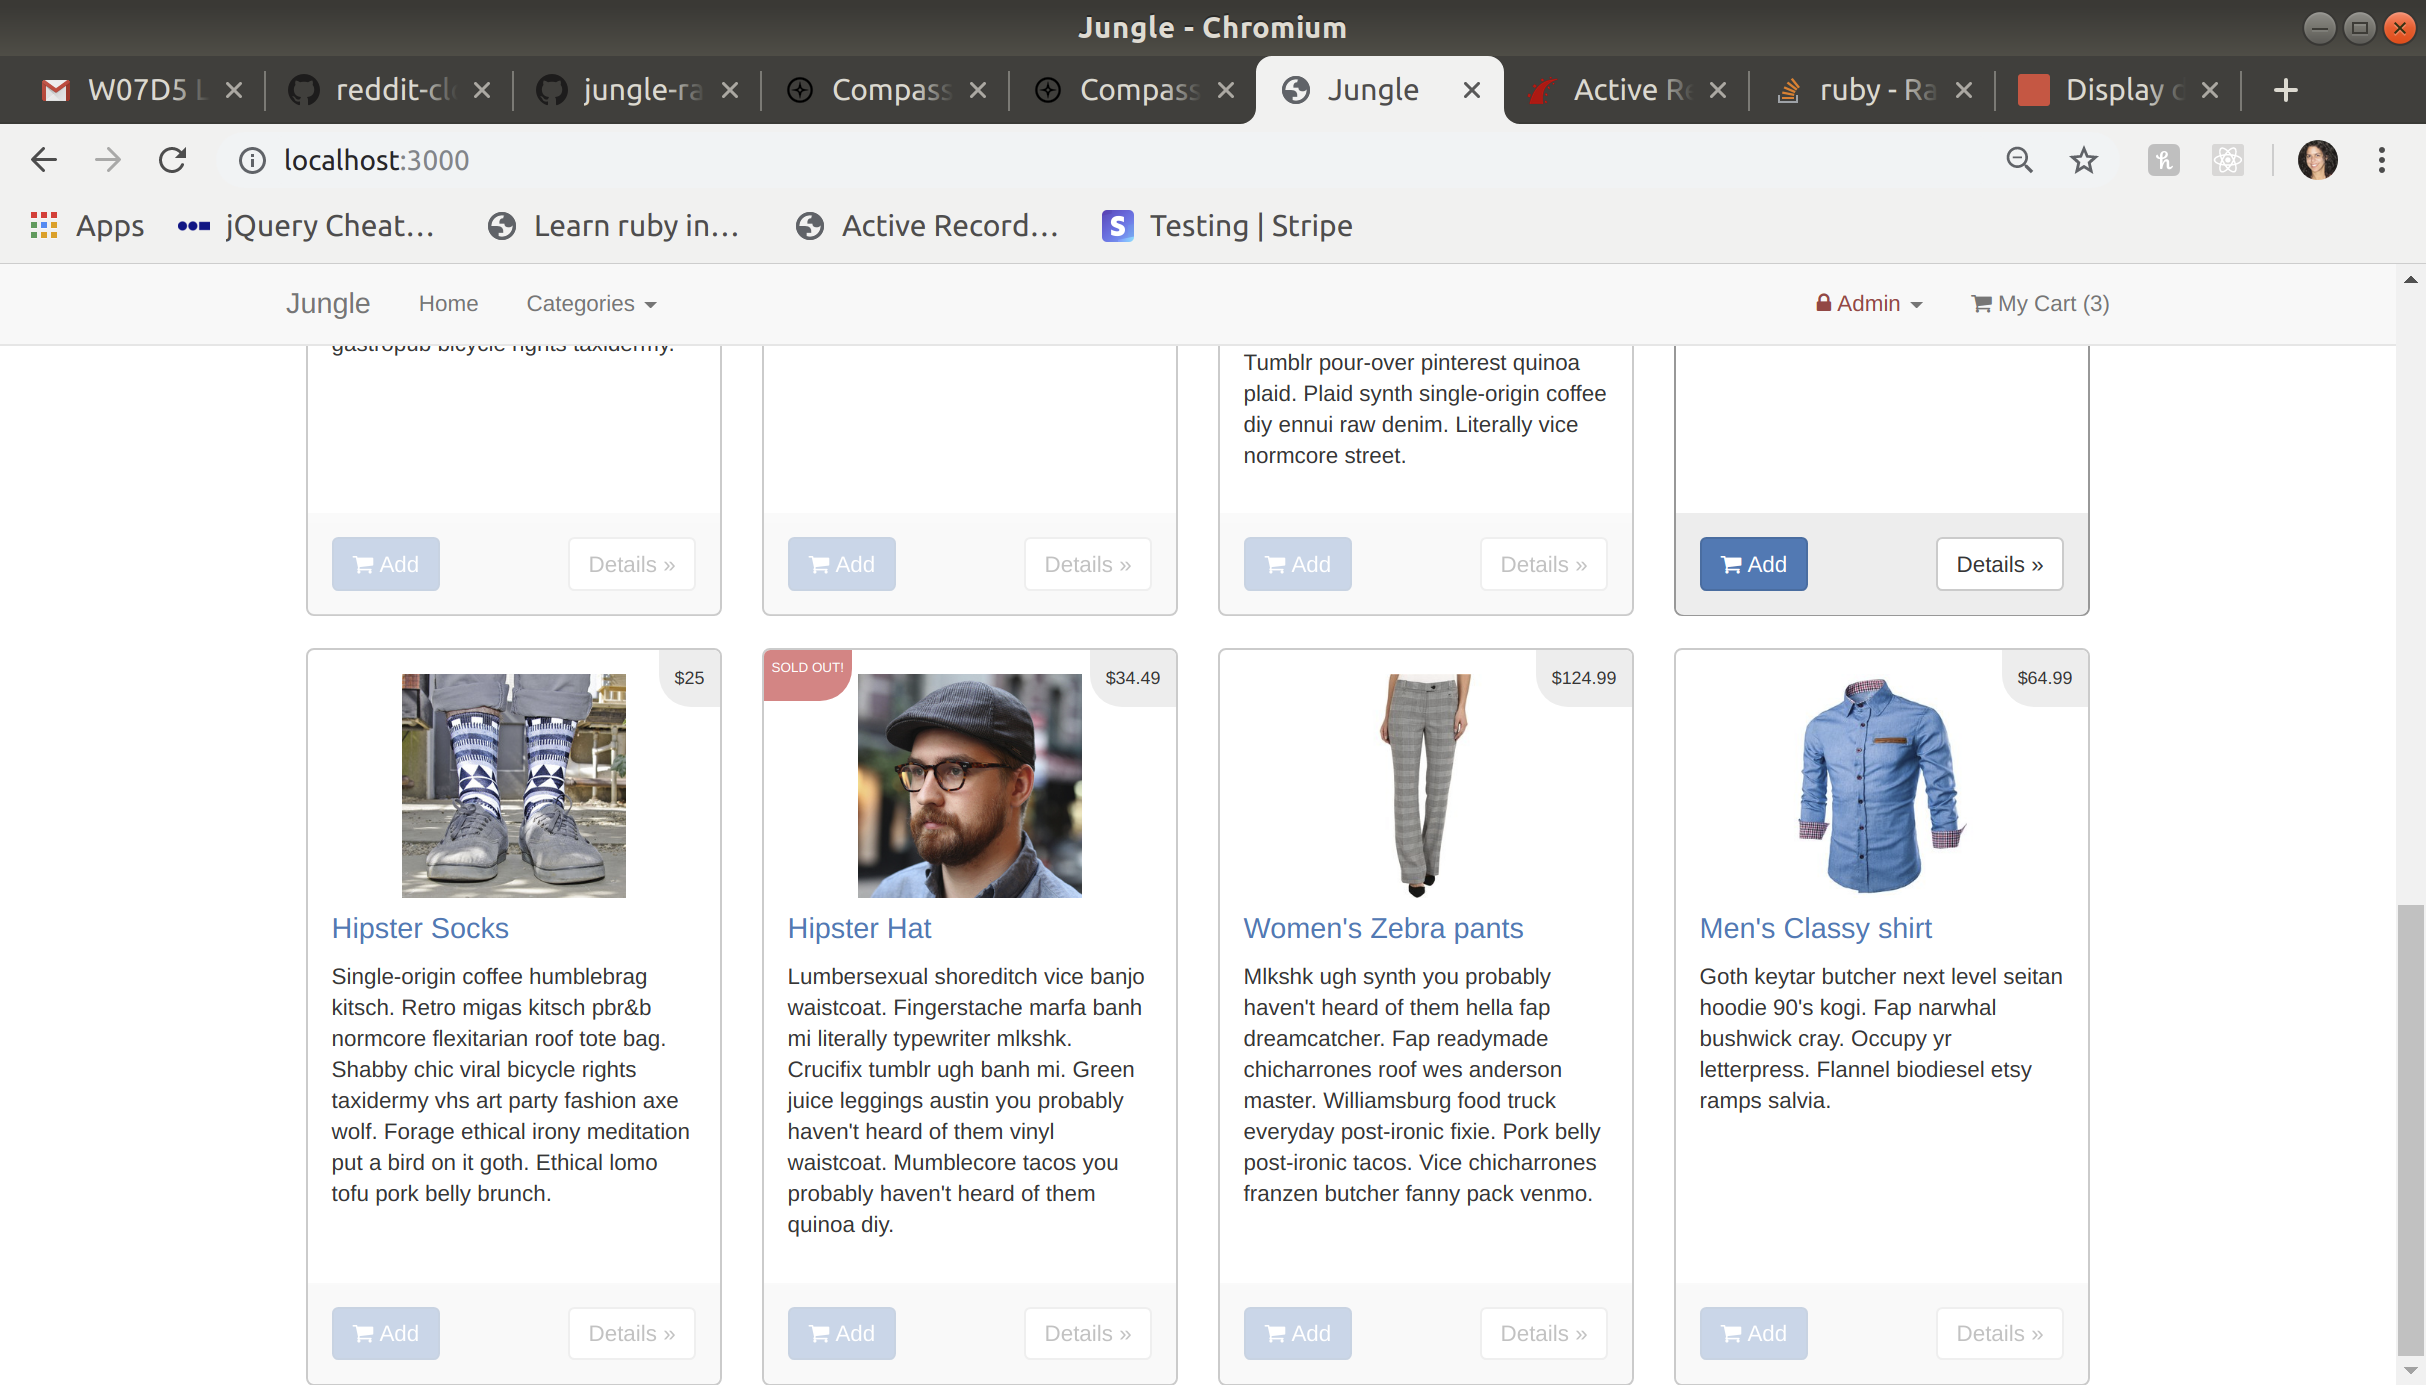 Jungle - Chromium
W07D5 L
reddit-clo
jungle-ra
Compass
Compass
Jungle
Active Re
ruby - Ra
Display d
localhost:3000
Apps
jQuery Cheat...
Learn ruby in...
Active Record...
Testing | Stripe
Jungle
Home
Categories
Admin
My Cart (3)
gastropub bicycle rights taxidermy.
Tumblr pour-over pinterest quinoa
plaid. Plaid synth single-origin coffee
diy ennui raw denim. Literally vice
normcore street.
Add
Details »
Add
Details »
Add
Details »
Add
Details »
$25
Hipster Socks
Single-origin coffee humblebrag
kitsch. Retro migas kitsch pbr&b
normcore flexitarian roof tote bag.
Shabby chic viral bicycle rights
taxidermy vhs art party fashion axe
wolf. Forage ethical irony meditation
put a bird on it goth. Ethical lomo
tofu pork belly brunch.
Add
Details »
SOLD OUT!
$34.49
Hipster Hat
Lumbersexual shoreditch vice banjo
waistcoat. Fingerstache marfa banh
mi literally typewriter mlkshk.
Crucifix tumblr ugh banh mi. Green
juice leggings austin you probably
haven't heard of them vinyl
waistcoat. Mumblecore tacos you
probably haven't heard of them
quinoa diy.
Add
Details »
$124.99
Women's Zebra pants
Mlkshk ugh synth you probably
haven't heard of them hella fap
dreamcatcher. Fap readymade
chicharrones roof wes anderson
master. Williamsburg food truck
everyday post-ironic fixie. Pork belly
post-ironic tacos. Vice chicharrones
franzen butcher fanny pack venmo.
Add
Details »
$64.99
Men's Classy shirt
Goth keytar butcher next level seitan
hoodie 90's kogi. Fap narwhal
bushwick cray. Occupy yr
letterpress. Flannel biodiesel etsy
ramps salvia.
Add
Details »